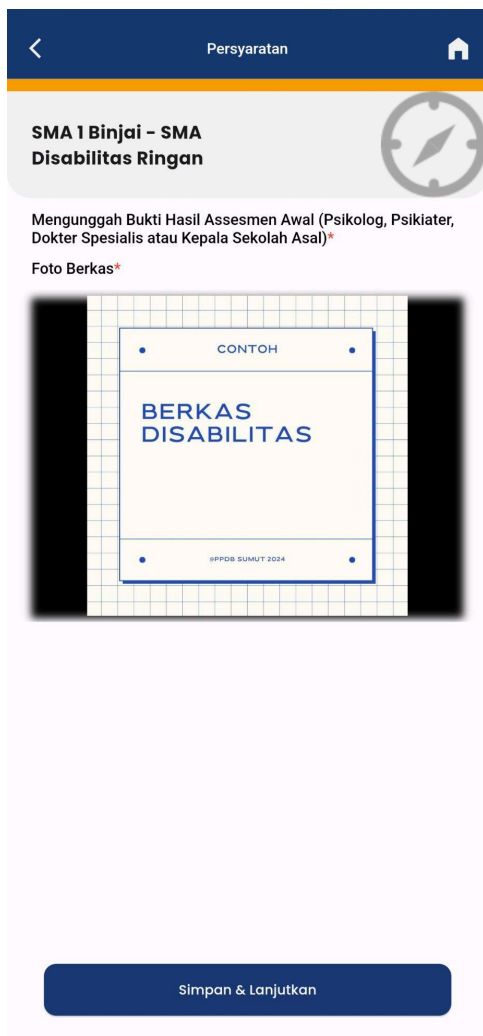 Persyaratan
SMA 1 Binjai - SMA
Disabilitas Ringan
Mengunggah Bukti Hasil Assesmen Awal (Psikolog, Psikiater,
Dokter Spesialis atau Kepala Sekolah Asal)*
Foto Berkas*
CONTOH
BERKAS
DISABILITAS
@PPDB SUMUT 2024
Simpan & Lanjutkan